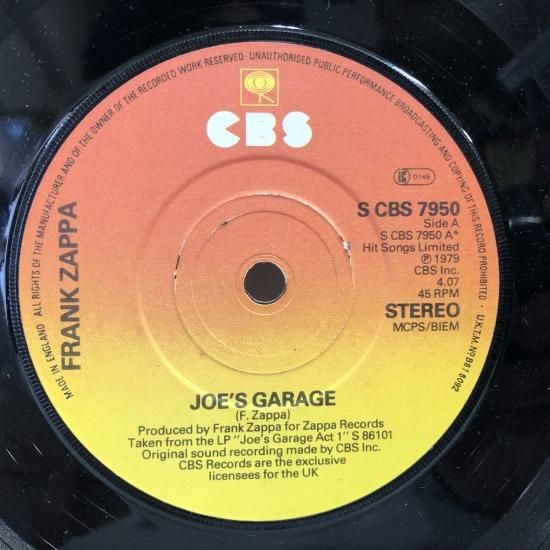 MADE IN ENGLAND ALL RIGHTS OF THE MANUFACTURER AND OF THE OWNER OF THE RECORDED WORK RESERVED · UNAUTHORISED PUBLIC PERFORMANCE BROADCASTING AND COPYING OF THIS RECORD PROHIBITED · U.K.T.M. Nº B618092
CBS
FRANK ZAPPA
LC 0149
S CBS 7950
Side A
S CBS 7950 A*
Hit Songs Limited
℗ 1979
CBS Inc.
4.07
45 RPM
STEREO
MCPS/BIEM
JOE'S GARAGE
(F. Zappa)
Produced by Frank Zappa for Zappa Records
Taken from the LP "Joe's Garage Act 1" S 86101
Original sound recording made by CBS Inc.
CBS Records are the exclusive
licensees for the UK